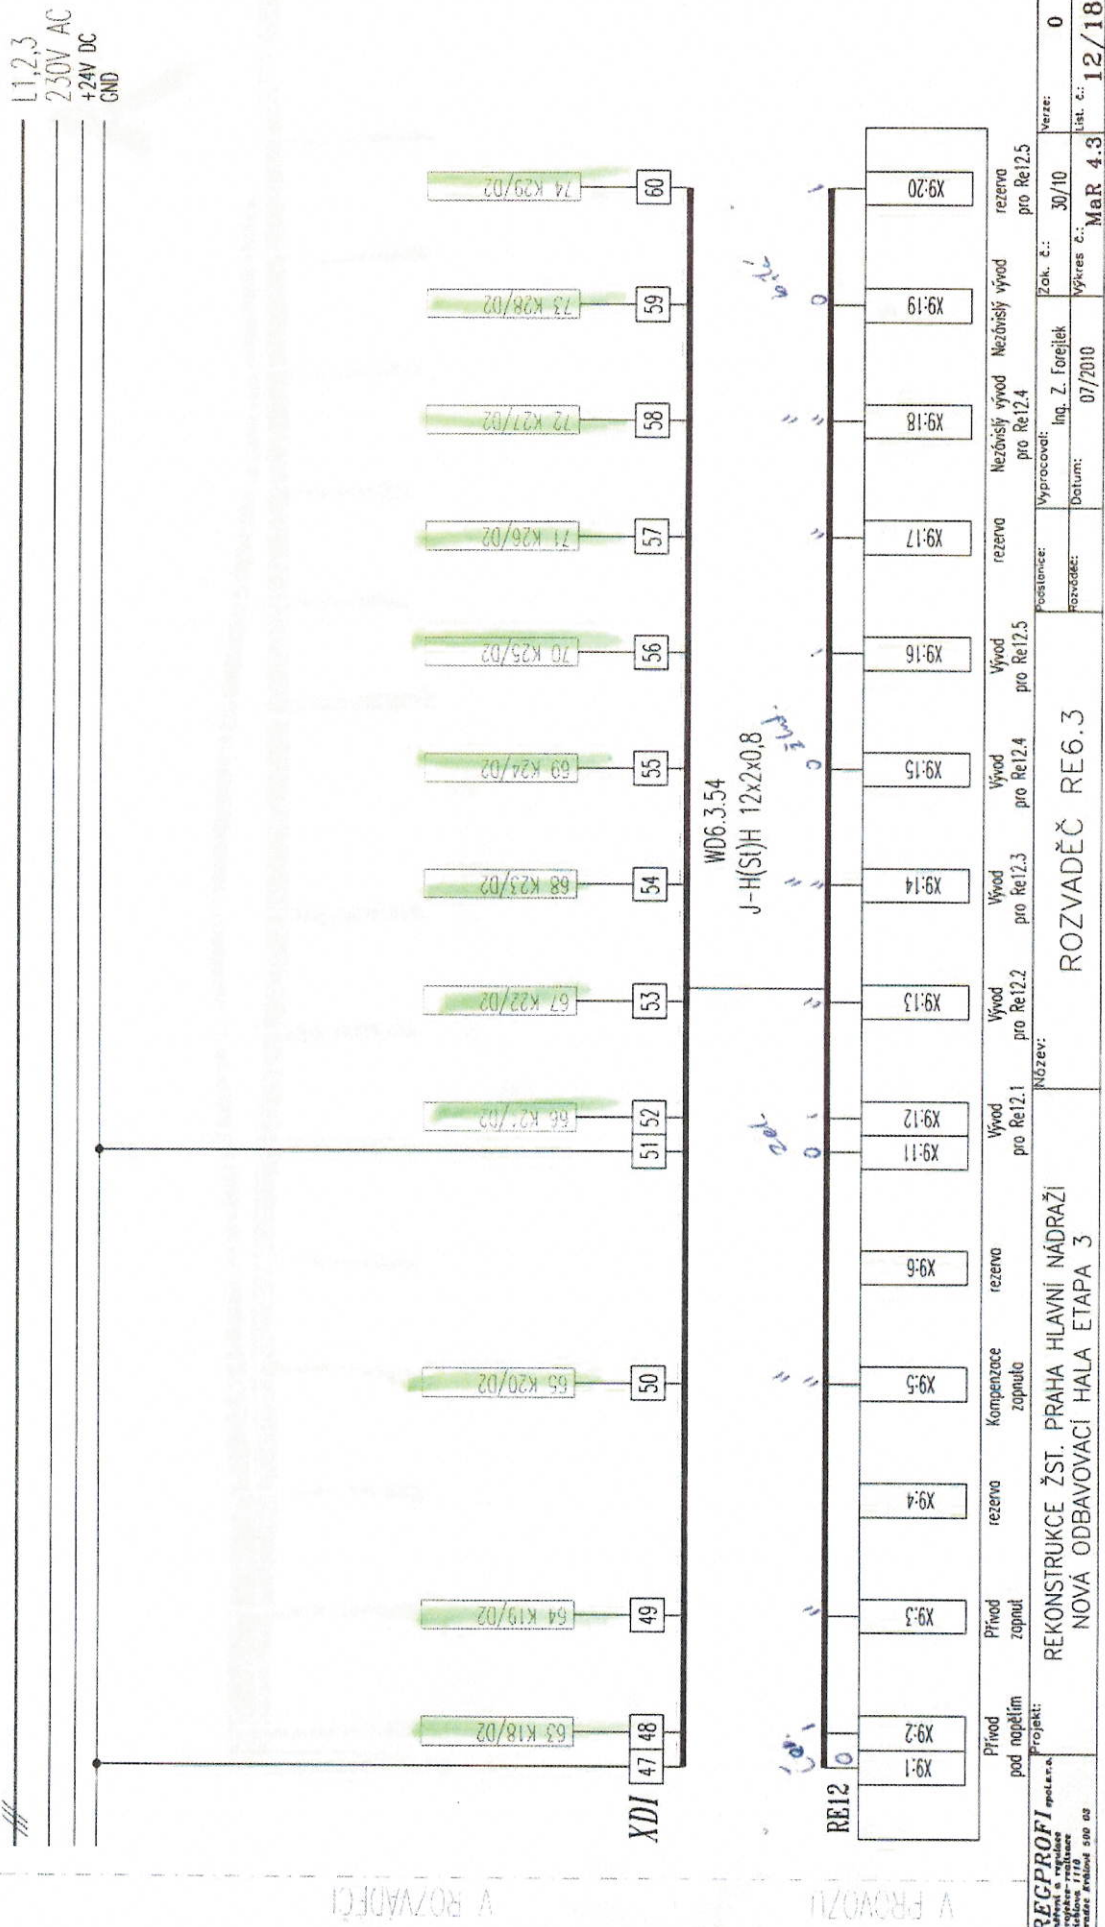 L1,2,3
230V AC
+24V DC
GND
63 K18/02
64 K19/02
65 K20/02
66 K21/02
67 K22/02
68 K23/02
69 K24/02
70 K25/02
71 K26/02
72 K27/02
73 K28/02
74 K29/02
XDI
47 48 49 50 51 52 53 54 55 56 57 58 59 60
WD6.3.54
J-H(St)H 12x2x0,8
RE12
X9:1 X9:2 X9:3 X9:4 X9:5 X9:6 X9:11 X9:12 X9:13 X9:14 X9:15 X9:16 X9:17 X9:18 X9:19 X9:20
Přívod
pod napětím
Přívod
zapnut
rezerva
Kompenzace
zapnuto
rezerva
Vývod
pro Re12.1
Vývod
pro Re12.2
Vývod
pro Re12.3
Vývod
pro Re12.4
Vývod
pro Re12.5
rezerva
Nezávislý vývod
pro Re12.4
Nezávislý vývod
rezerva
pro Re12.5
V ROZVÁDĚČI
V PROVOZU
REGPROFI spol.s.r.o.
Projekt:
REKONSTRUKCE ŽST. PRAHA HLAVNÍ NÁDRAŽÍ
NOVÁ ODBAVOVACÍ HALA ETAPA 3
Název:
ROZVADĚČ RE6.3
Podstanice:
Rozváděč:
Vypracoval:
Ing. Z. Forejtek
Datum:
07/2010
Zak. č.:
30/10
Výkres č.:
MaR 4.3
Verze:
0
List. č.:
12/18